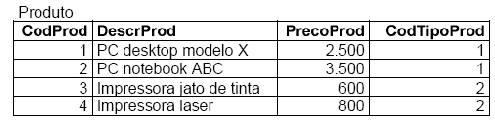 Produto
CodProd DescrProd PrecoProd CodTipoProd
1 PC desktop modelo X 2.500 1
2 PC notebook ABC 3.500 1
3 Impressora jato de tinta 600 2
4 Impressora laser 800 2